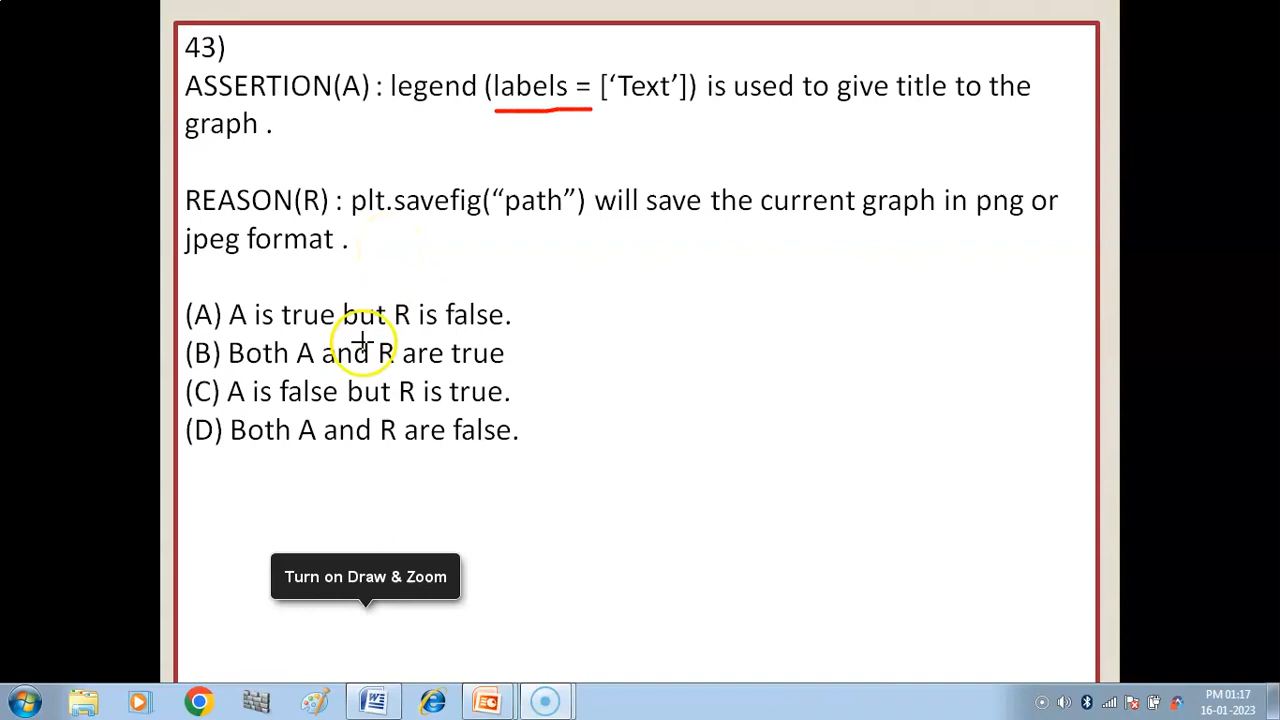 43)
ASSERTION(A) : legend (labels = [‘Text’]) is used to give title to the
graph .
REASON(R) : plt.savefig(“path”) will save the current graph in png or
jpeg format .
(A) A is true but R is false.
(B) Both A and R are true
(C) A is false but R is true.
(D) Both A and R are false.
Turn on Draw & Zoom
PM 01:17
16-01-2023